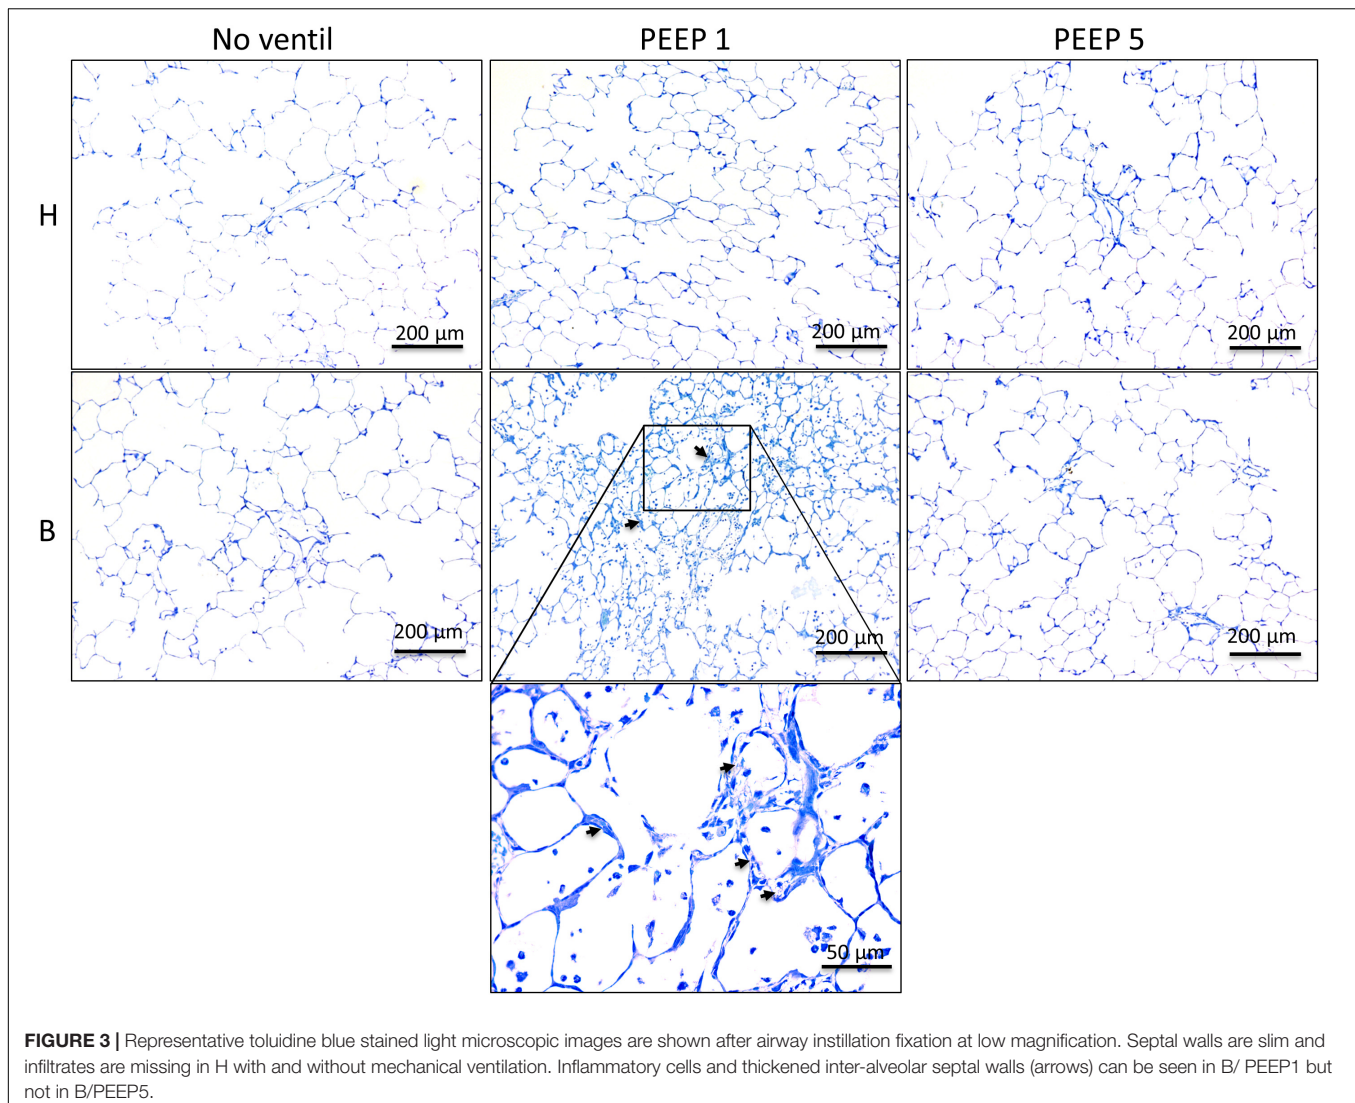 No ventil PEEP 1 PEEP 5
H
200 µm 200 µm 200 µm
B
200 µm 200 µm 200 µm
50 µm
FIGURE 3 | Representative toluidine blue stained light microscopic images are shown after airway instillation fixation at low magnification. Septal walls are slim and
infiltrates are missing in H with and without mechanical ventilation. Inflammatory cells and thickened inter-alveolar septal walls (arrows) can be seen in B/ PEEP1 but
not in B/PEEP5.